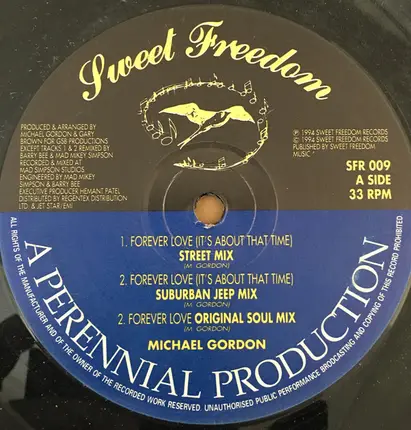 Sweet Freedom
PRODUCED & ARRANGED BY
MICHAEL GORDON & GARY
BROWN FOR GSB PRODUCTIONS
EXCEPT TRACKS 1 & 2 REMIXED BY
BARRY BEE & MAD MIKEY SIMPSON
RECORDED & MIXED AT
MAD SIMPSON STUDIOS
ENGINEERED BY MAD MIKEY
SIMPSON & BARRY BEE
EXECUTIVE PRODUCER HEMANT PATEL
DISTRIBUTED BY REGENTEX DISTRIBUTION
LTD. & JET STAR/EMI
℗ 1994 SWEET FREEDOM RECORDS
© 1994 SWEET FREEDOM RECORDS
PUBLISHED BY SWEET FREEDOM
MUSIC
SFR 009
A SIDE
33 RPM
1. FOREVER LOVE (IT'S ABOUT THAT TIME)
STREET MIX
(M. GORDON)
2. FOREVER LOVE (IT'S ABOUT THAT TIME)
SUBURBAN JEEP MIX
(M. GORDON)
2. FOREVER LOVE ORIGINAL SOUL MIX
(M. GORDON)
MICHAEL GORDON
A PERENNIAL PRODUCTION
ALL RIGHTS OF THE MANUFACTURER AND OF THE OWNER OF THE RECORDED WORK RESERVED. UNAUTHORISED PUBLIC PERFORMANCE BROADCASTING AND COPYING OF THIS RECORD PROHIBITED